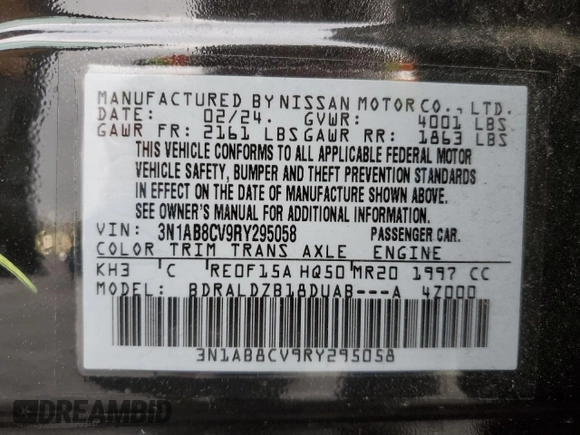 MANUFACTURED BY NISSAN MOTOR CO., LTD.
DATE: 02/24. GVWR: 4001 LBS
GAWR FR: 2161 LBS GAWR RR: 1863 LBS
THIS VEHICLE CONFORMS TO ALL APPLICABLE FEDERAL MOTOR
VEHICLE SAFETY, BUMPER AND THEFT PREVENTION STANDARDS
IN EFFECT ON THE DATE OF MANUFACTURE SHOWN ABOVE.
SEE OWNER'S MANUAL FOR ADDITIONAL INFORMATION.
VIN: 3N1AB8CV9RY295058 PASSENGER CAR.
COLOR TRIM TRANS AXLE ENGINE
KH3 C RE0F15A HQ50 MR20 1997 CC
MODEL: BDRALDZB18DUAB---A 4Z000
3N1AB8CV9RY295058
DREAMBID